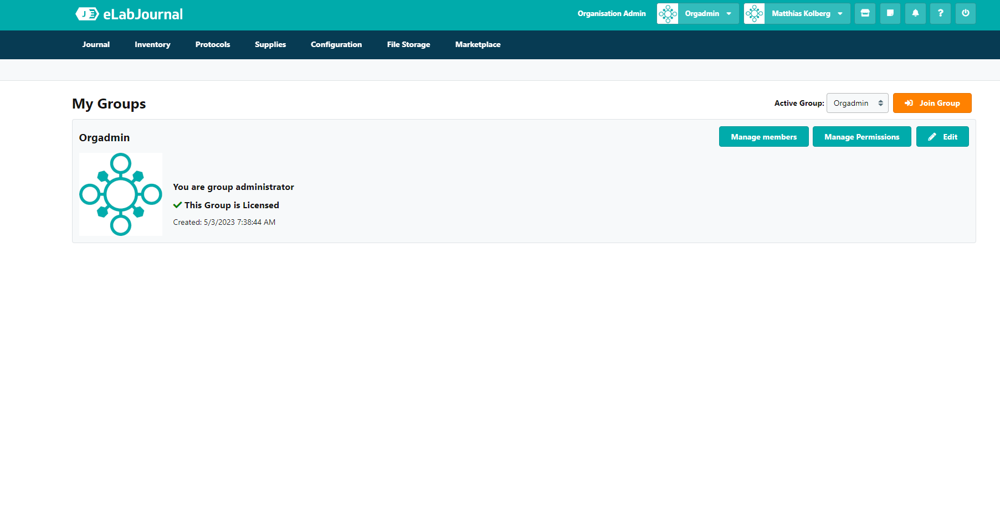 eLabJournal
Organisation Admin
Orgadmin
Matthias Kolberg
?
Journal
Inventory
Protocols
Supplies
Configuration
File Storage
Marketplace
My Groups
Active Group:
Orgadmin
Join Group
Orgadmin
Manage members
Manage Permissions
Edit
You are group administrator
This Group is Licensed
Created: 5/3/2023 7:38:44 AM